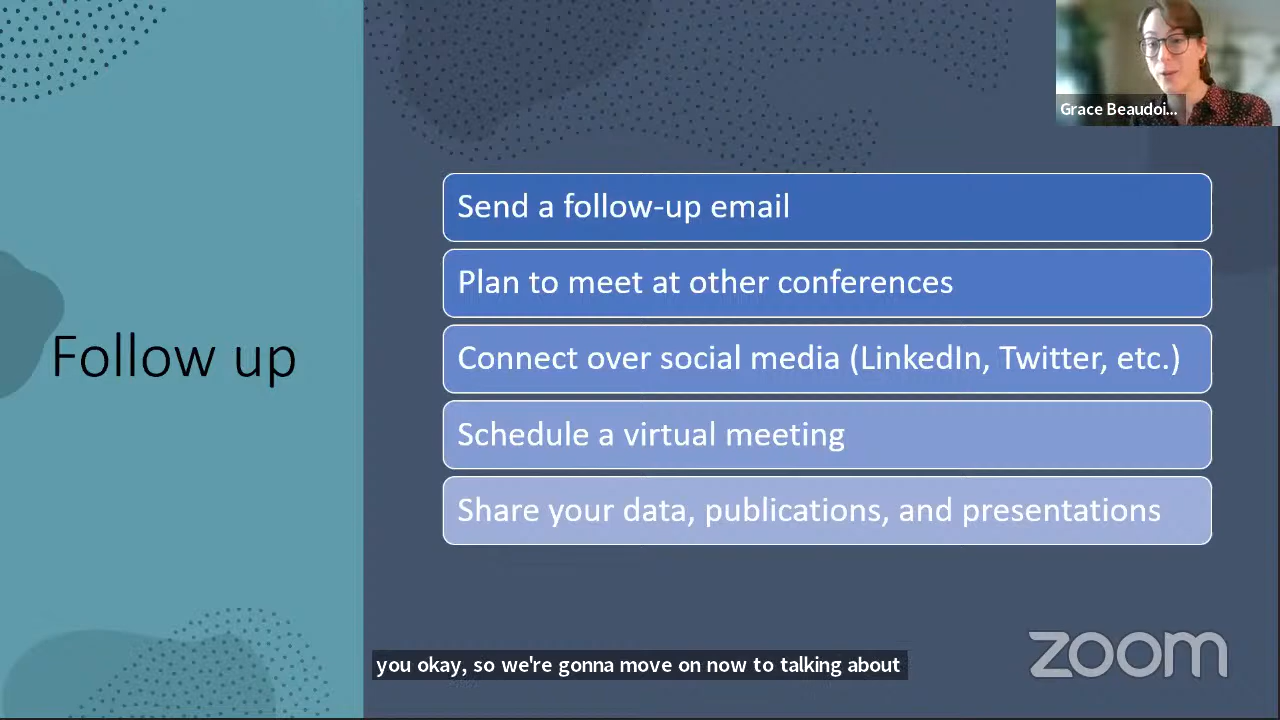 Grace Beaudoi...
Send a follow-up email
Plan to meet at other conferences
Follow up
Connect over social media (LinkedIn, Twitter, etc.)
Schedule a virtual meeting
Share your data, publications, and presentations
you okay, so we're gonna move on now to talking about
zoom